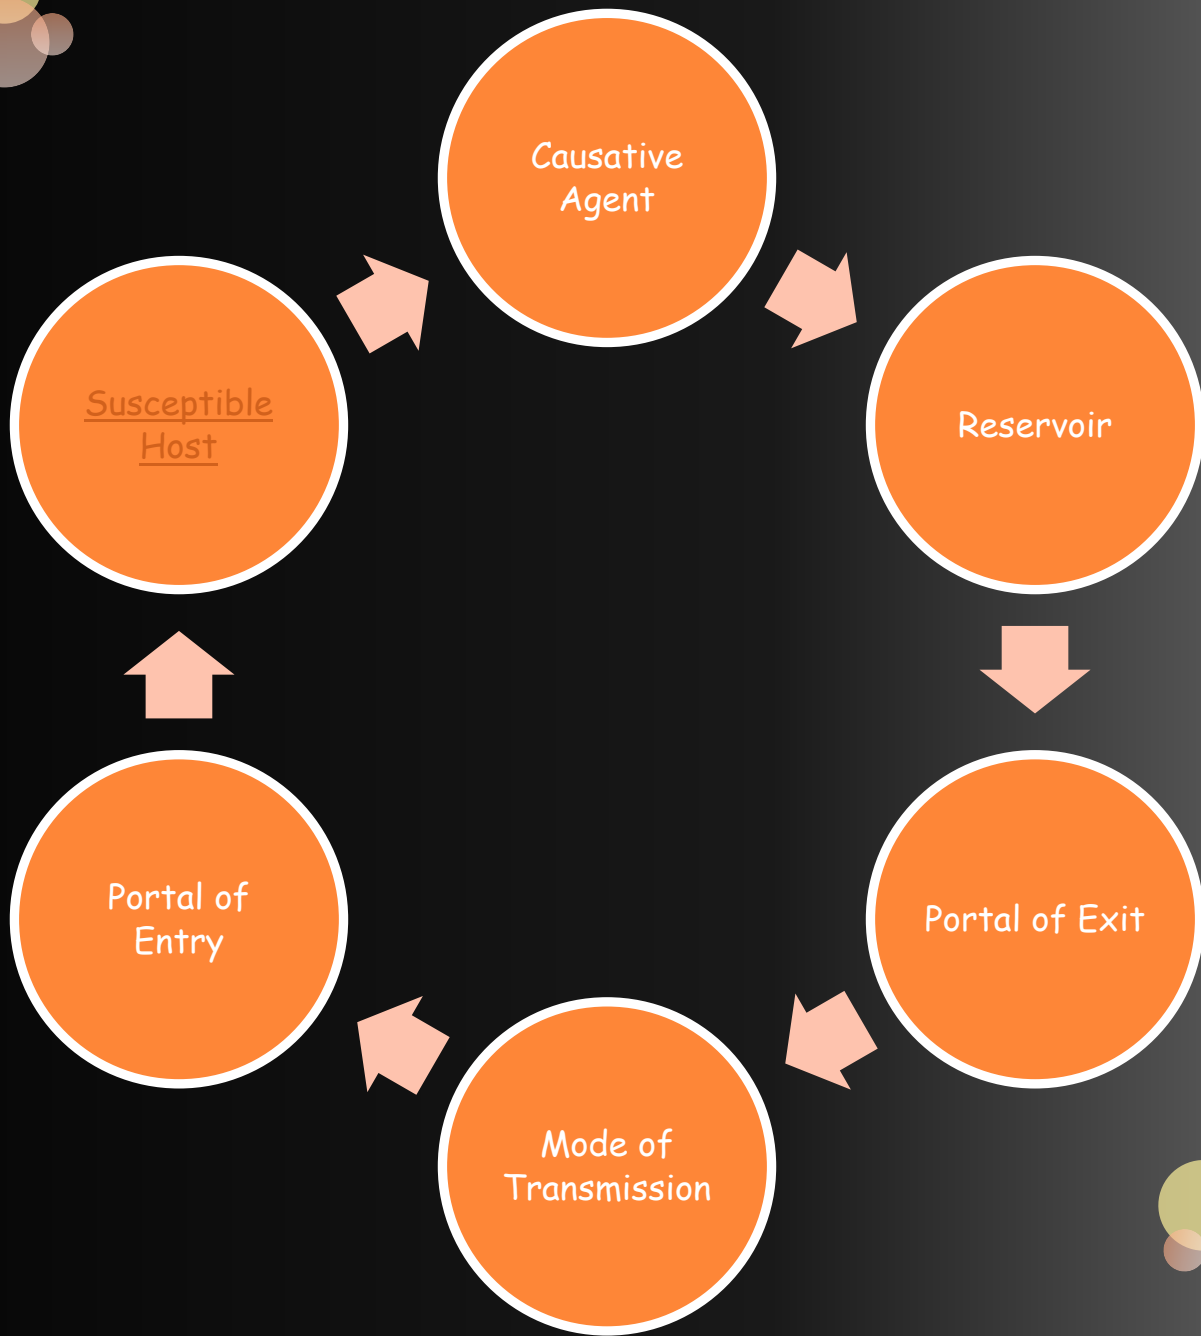 Causative
Agent
Reservoir
Portal of Exit
Mode of
Transmission
Portal of
Entry
Susceptible
Host